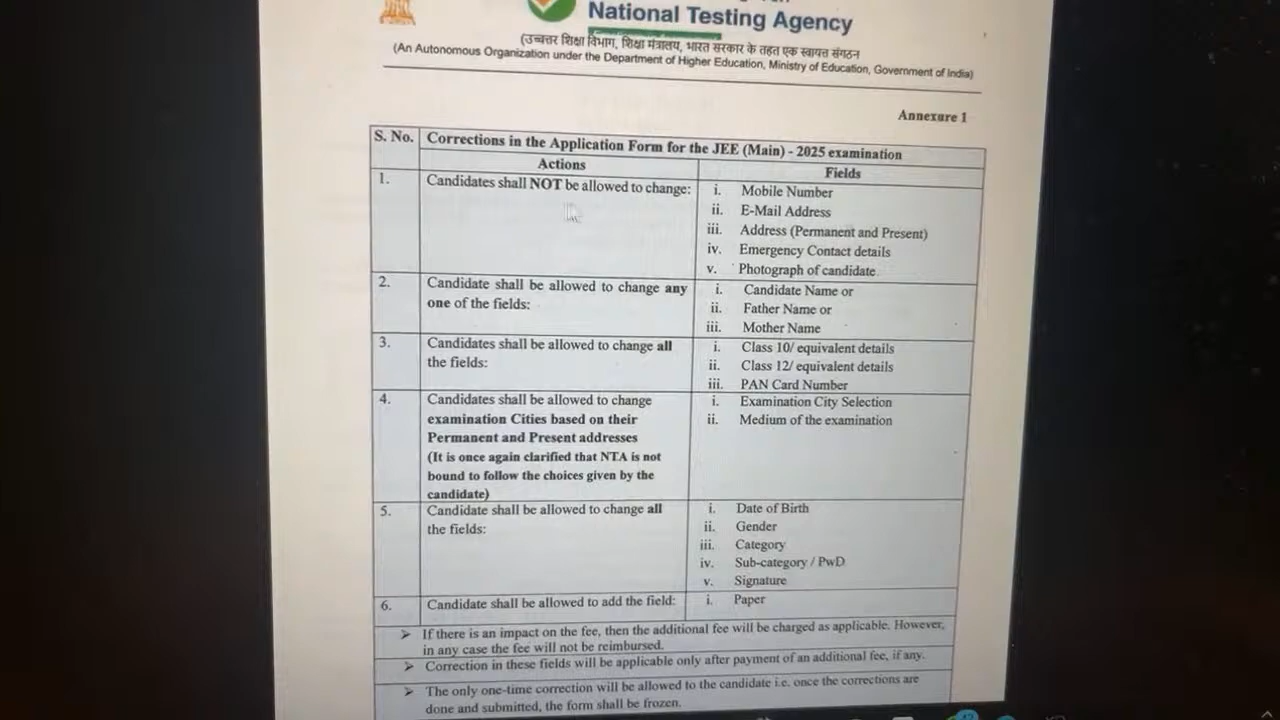 National Testing Agency
(उच्चतर शिक्षा विभाग, शिक्षा मंत्रालय, भारत सरकार के तहत एक स्वायत्त संगठन
(An Autonomous Organization under the Department of Higher Education, Ministry of Education, Government of India)
Annexure 1
S. No. Corrections in the Application Form for the JEE (Main) - 2025 examination
Actions Fields
1. Candidates shall NOT be allowed to change: i. Mobile Number
ii. E-Mail Address
iii. Address (Permanent and Present)
iv. Emergency Contact details
v. Photograph of candidate
2. Candidate shall be allowed to change any i. Candidate Name or
one of the fields: ii. Father Name or
iii. Mother Name
3. Candidates shall be allowed to change all i. Class 10/ equivalent details
the fields: ii. Class 12/ equivalent details
iii. PAN Card Number
4. Candidates shall be allowed to change i. Examination City Selection
examination Cities based on their ii. Medium of the examination
Permanent and Present addresses
(It is once again clarified that NTA is not
bound to follow the choices given by the
candidate)
5. Candidate shall be allowed to change all i. Date of Birth
the fields: ii. Gender
iii. Category
iv. Sub-category / PwD
v. Signature
6. Candidate shall be allowed to add the field: i. Paper
➢ If there is an impact on the fee, then the additional fee will be charged as applicable. However,
in any case the fee will not be reimbursed.
➢ Correction in these fields will be applicable only after payment of an additional fee, if any.
➢ The only one-time correction will be allowed to the candidate i.e. once the corrections are
done and submitted, the form shall be frozen.